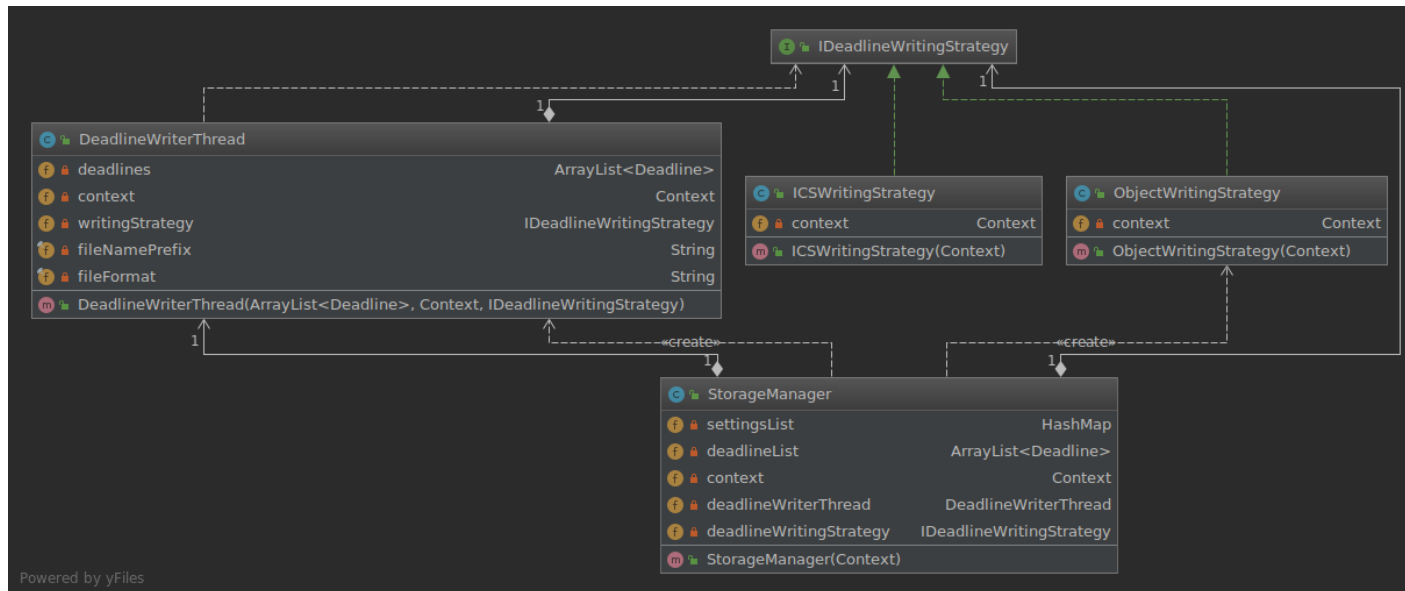 IDeadlineWritingStrategy
1
1
1
DeadlineWriterThread
deadlines ArrayList<Deadline>
context Context
writingStrategy IDeadlineWritingStrategy
fileNamePrefix String
fileFormat String
DeadlineWriterThread(ArrayList<Deadline>, Context, IDeadlineWritingStrategy)
ICSWritingStrategy
context Context
ICSWritingStrategy(Context)
ObjectWritingStrategy
context Context
ObjectWritingStrategy(Context)
1
«create»
«create»
1
1
StorageManager
settingsList HashMap
deadlineList ArrayList<Deadline>
context Context
deadlineWriterThread DeadlineWriterThread
deadlineWritingStrategy IDeadlineWritingStrategy
StorageManager(Context)
Powered by yFiles